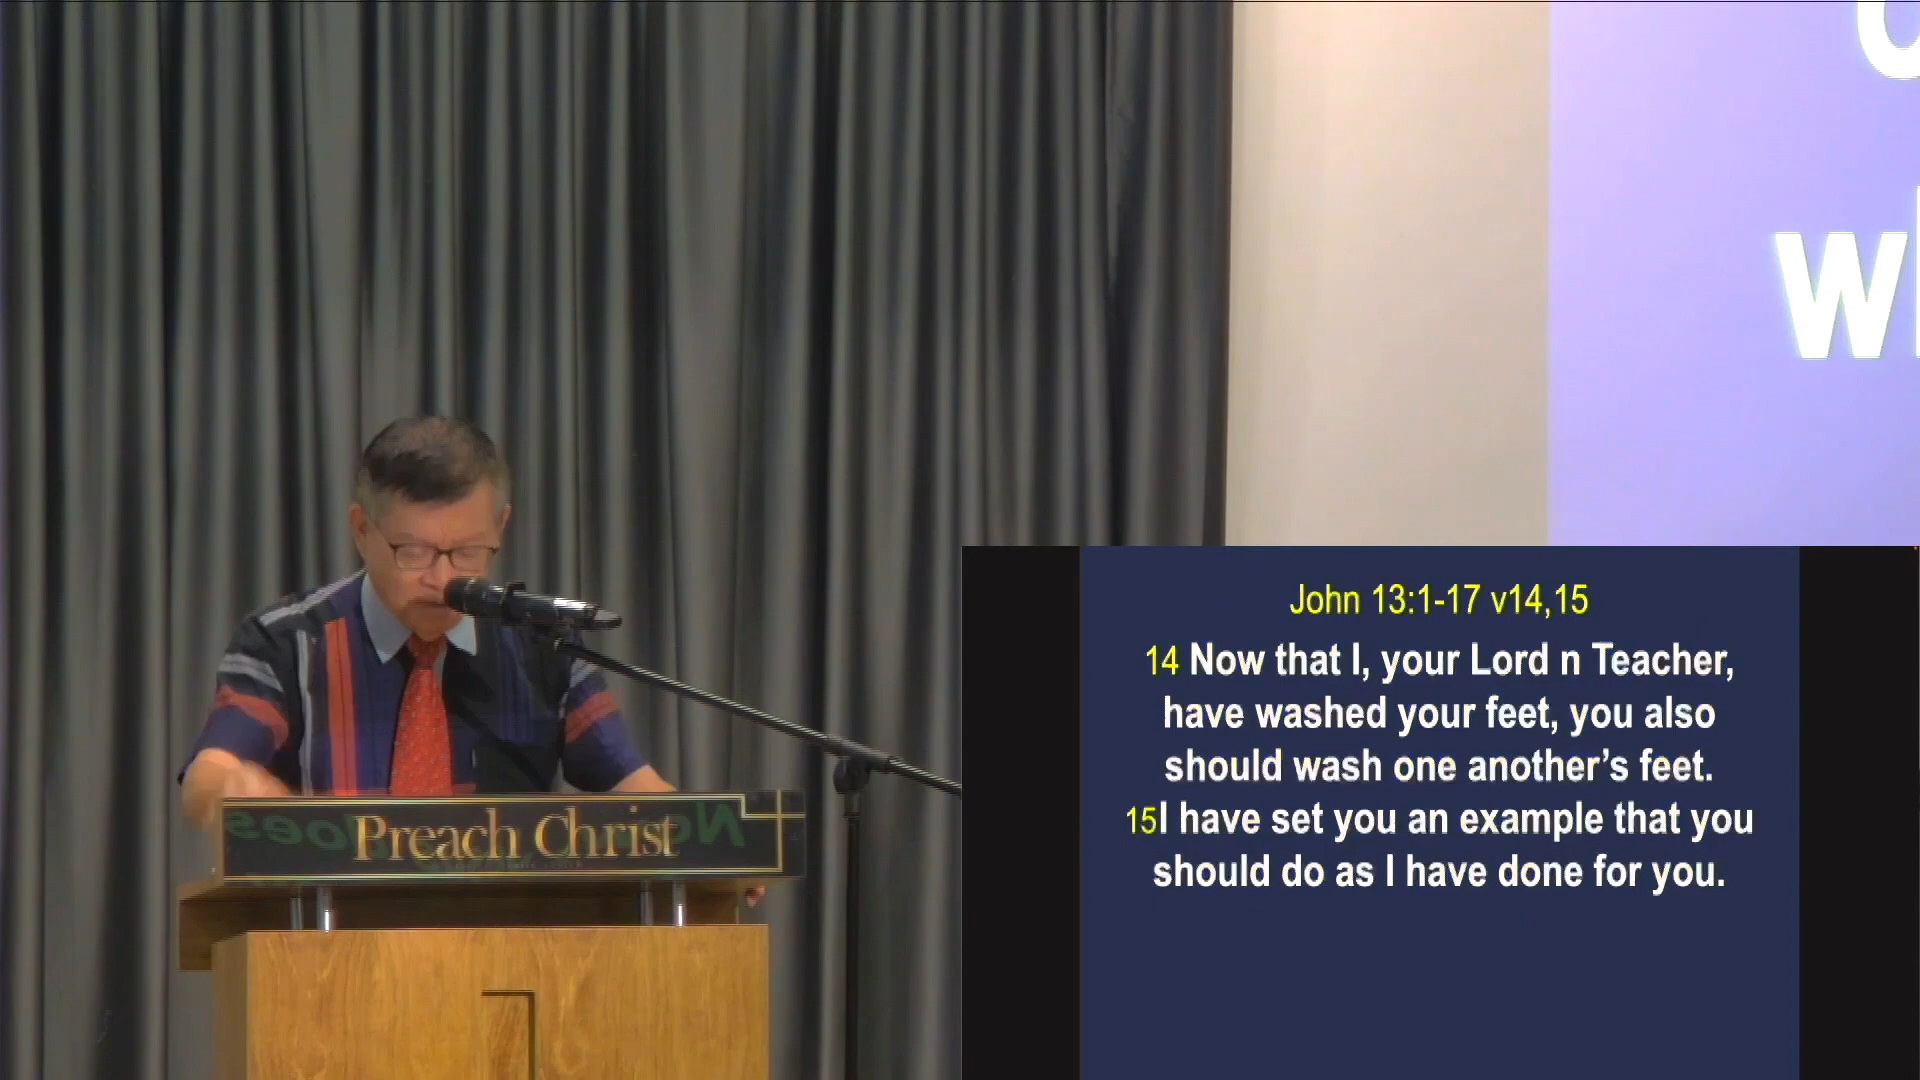 John 13:1-17 v14,15
14 Now that I, your Lord n Teacher,
have washed your feet, you also
should wash one another’s feet.
15I have set you an example that you
should do as I have done for you.
Preach Christ